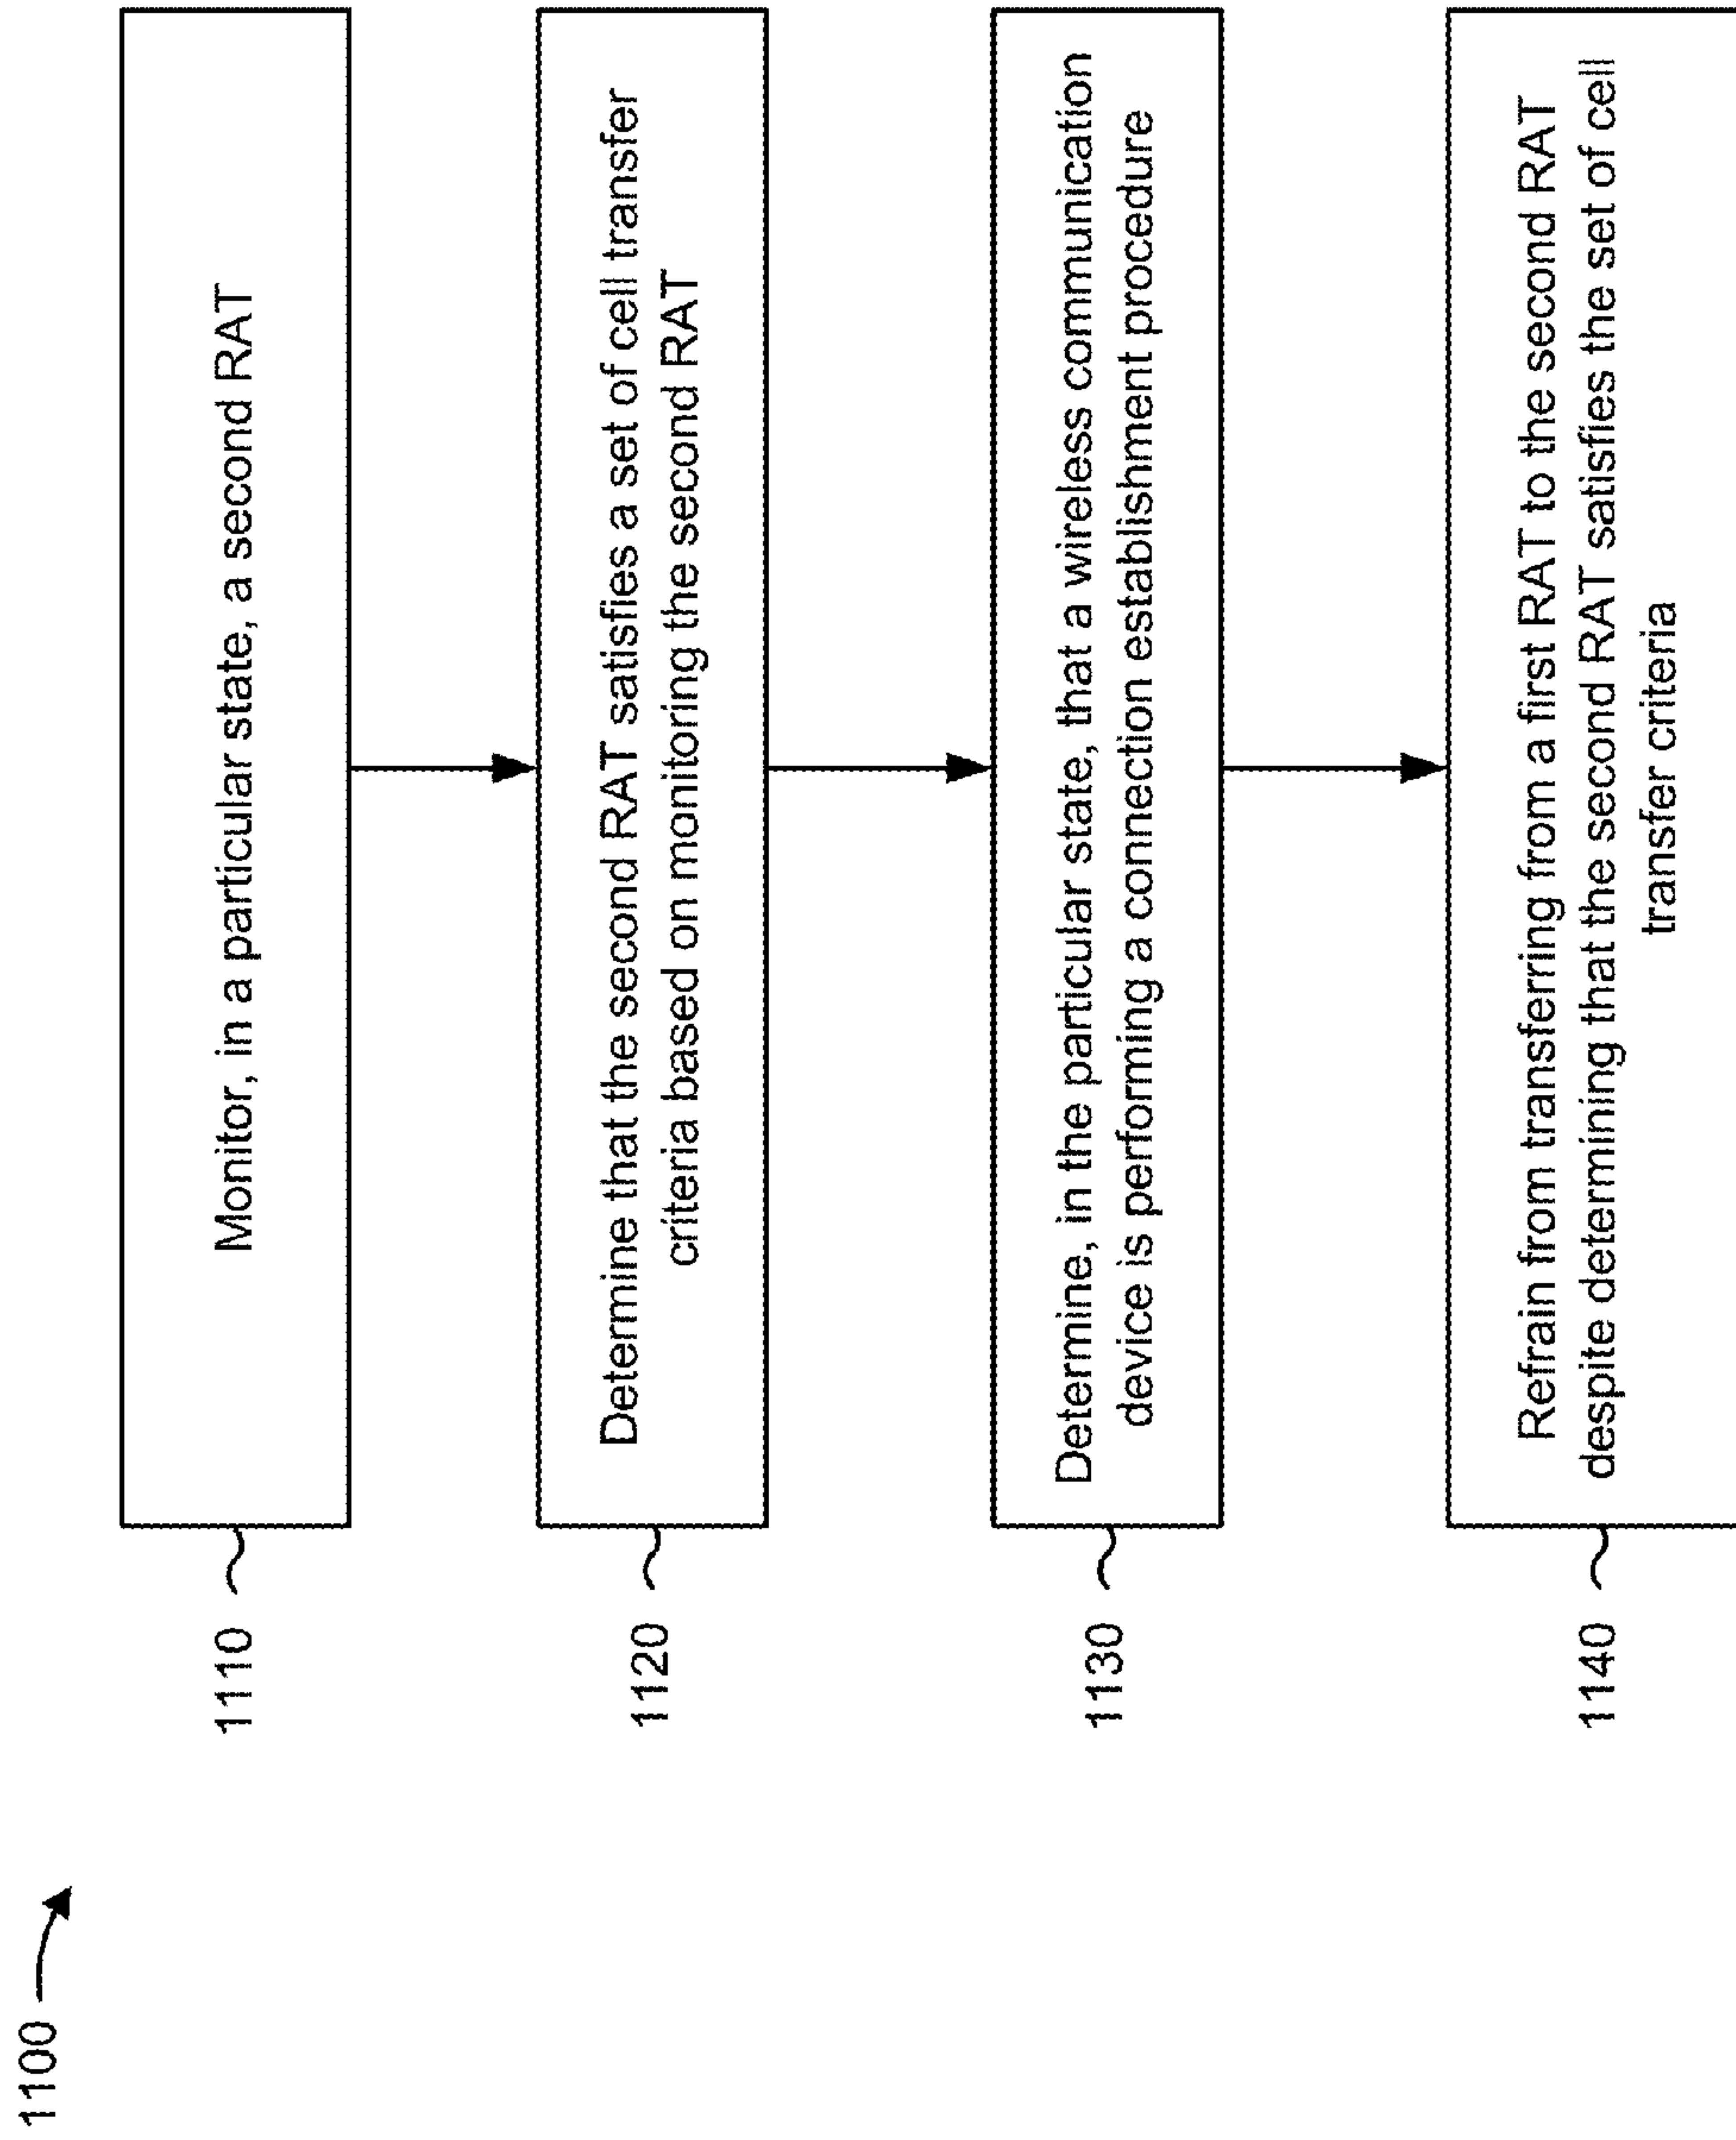 1100
1110
Monitor, in a particular state, a second RAT
1120
Determine that the second RAT satisfies a set of cell transfer
criteria based on monitoring the second RAT
1130
Determine, in the particular state, that a wireless communication
device is performing a connection establishment procedure
1140
Refrain from transferring from a first RAT to the second RAT
despite determining that the second RAT satisfies the set of cell
transfer criteria